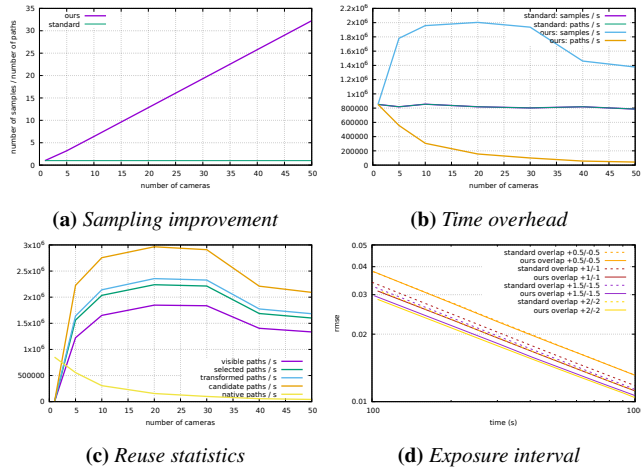 35
30
25
20
15
10
5
0
0 5 10 15 20 25 30 35 40 45 50
number of samples / number of paths
number of cameras
ours
standard
(a) Sampling improvement
2.2x10^6
2x10^6
1.8x10^6
1.6x10^6
1.4x10^6
1.2x10^6
1x10^6
800000
600000
400000
200000
0
0 5 10 15 20 25 30 35 40 45 50
number of cameras
standard: samples / s
standard: paths / s
ours: samples / s
ours: paths / s
(b) Time overhead
3x10^6
2.5x10^6
2x10^6
1.5x10^6
1x10^6
500000
0
0 5 10 15 20 25 30 35 40 45 50
number of cameras
visible paths / s
selected paths / s
transformed paths / s
candidate paths / s
native paths / s
(c) Reuse statistics
0.05
0.04
0.03
0.02
0.01
100
rmse
time (s)
standard overlap +0.5/-0.5
ours overlap +0.5/-0.5
standard overlap +1/-1
ours overlap +1/-1
standard overlap +1.5/-1.5
ours overlap +1.5/-1.5
standard overlap +2/-2
ours overlap +2/-2
(d) Exposure interval